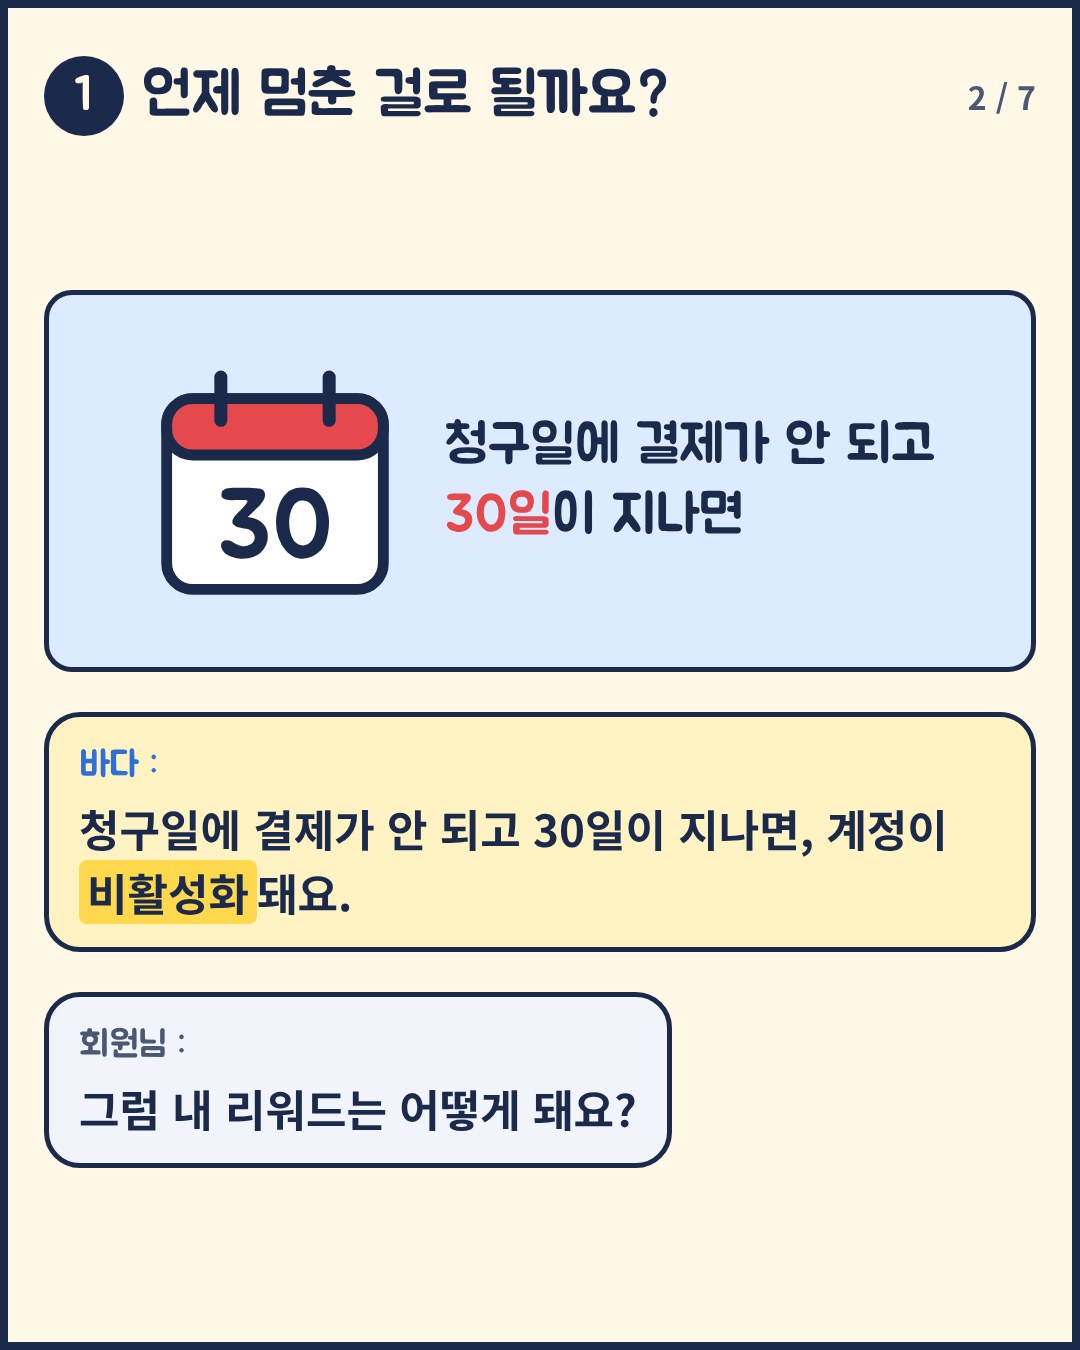 1 언제 멈춘 걸로 될까요?
2 / 7
30
청구일에 결제가 안 되고
30일이 지나면
바다 :
청구일에 결제가 안 되고 30일이 지나면, 계정이
비활성화돼요.
회원님 :
그럼 내 리워드는 어떻게 돼요?